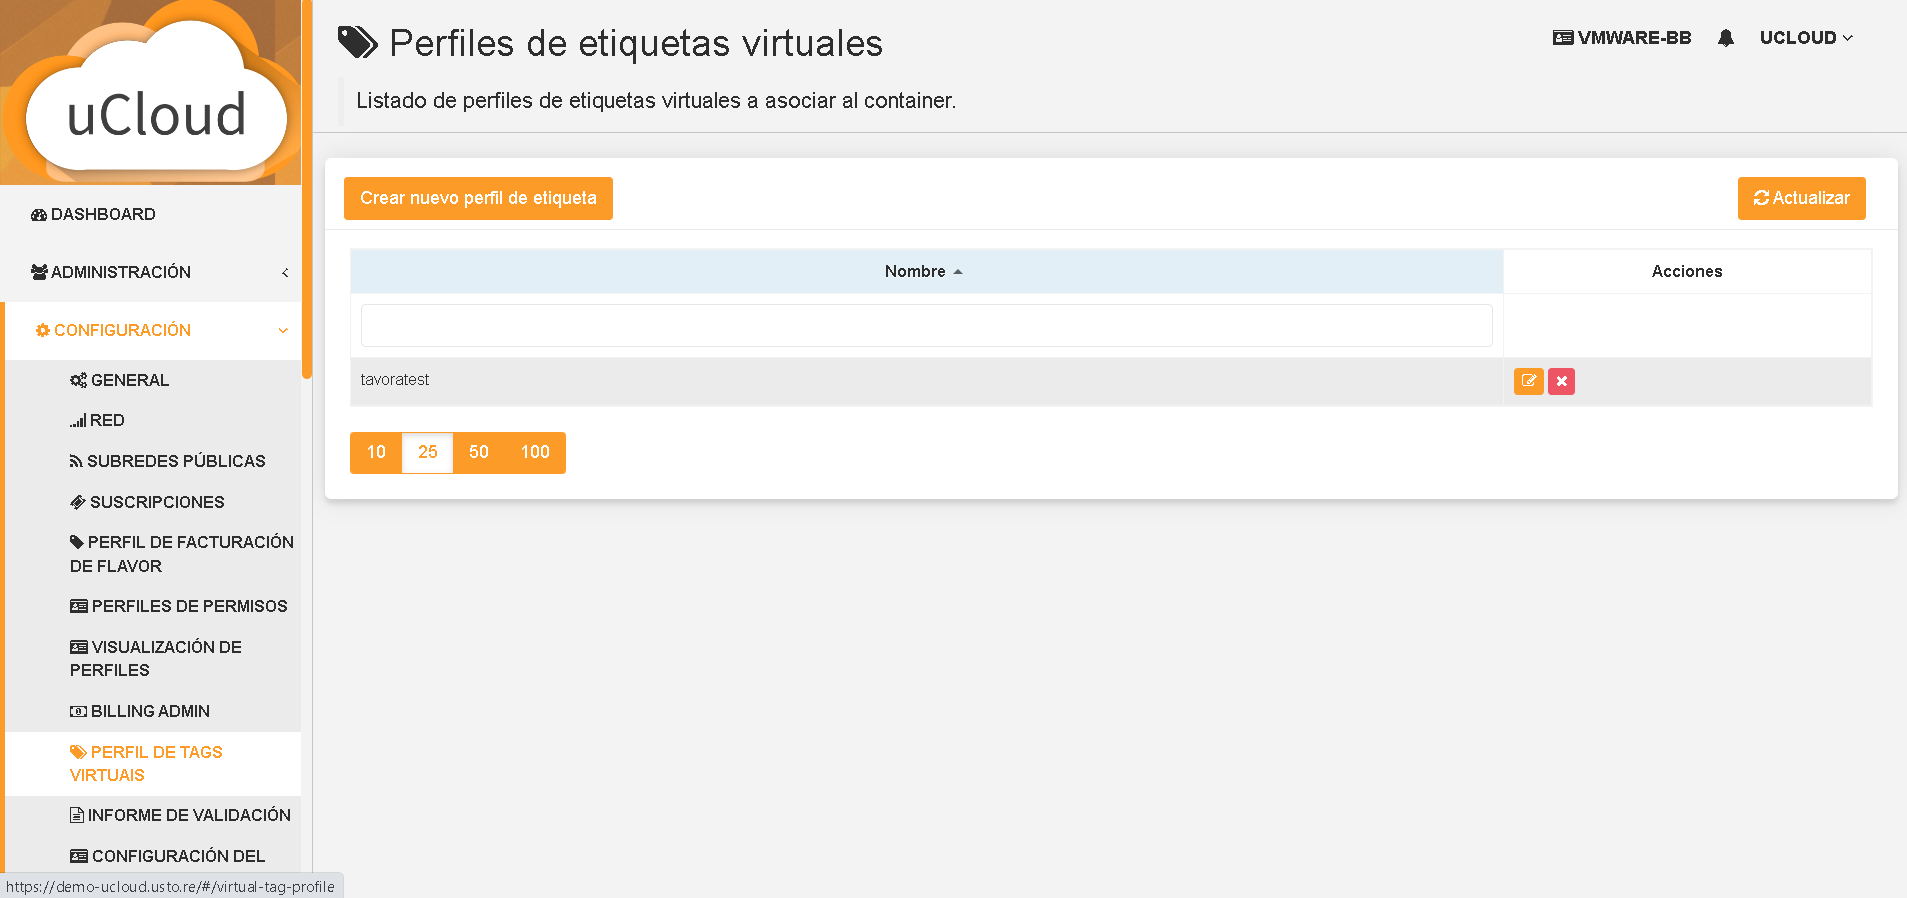 uCloud
DASHBOARD
ADMINISTRACIÓN
CONFIGURACIÓN
GENERAL
RED
SUBREDES PÚBLICAS
SUSCRIPCIONES
PERFIL DE FACTURACIÓN
DE FLAVOR
PERFILES DE PERMISOS
VISUALIZACIÓN DE
PERFILES
BILLING ADMIN
PERFIL DE TAGS
VIRTUAIS
INFORME DE VALIDACIÓN
CONFIGURACIÓN DEL
https://demo-ucloud.usto.re/#/virtual-tag-profile
Perfiles de etiquetas virtuales
VMWARE-BB
UCLOUD
Listado de perfiles de etiquetas virtuales a asociar al container.
Crear nuevo perfil de etiqueta
Actualizar
Nombre
Acciones
tavoratest
10 25 50 100